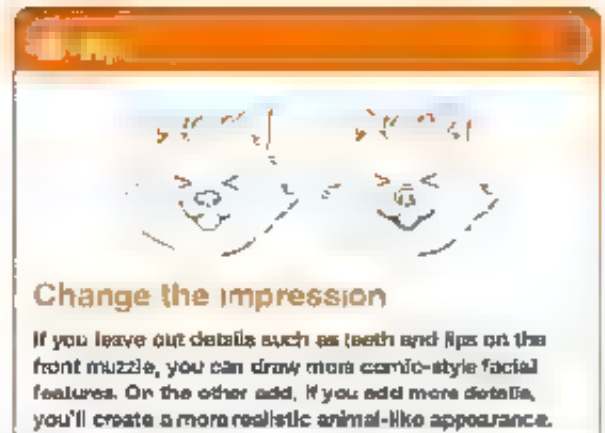 Change the impression
If you leave out details such as teeth and lips on the
front muzzle, you can draw more comic-style facial
features. On the other add, if you add more details,
you'll create a more realistic animal-like appearance.